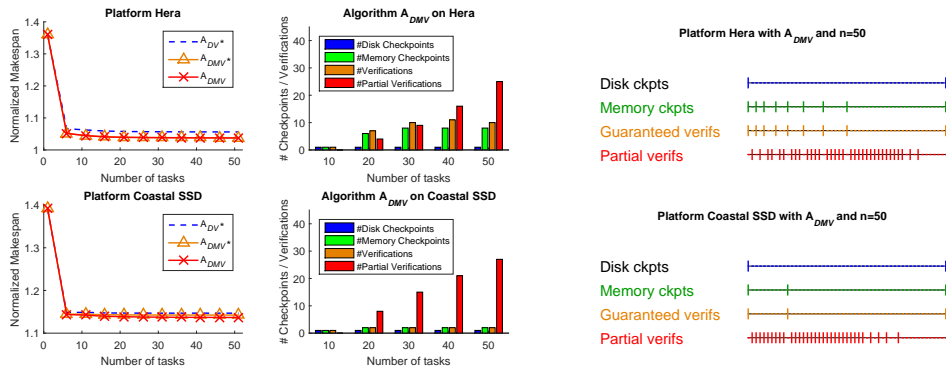 Platform Hera
Normalized Makespan
1.4
1.3
1.2
1.1
1
A_DV*
A_DMV*
A_DMV
0 10 20 30 40 50
Number of tasks
Algorithm A_DMV on Hera
# Checkpoints / Verifications
40
30
20
10
0
#Disk Checkpoints
#Memory Checkpoints
#Verifications
#Partial Verifications
10 20 30 40 50
Number of tasks
Platform Hera with A_DMV and n=50
Disk ckpts
Memory ckpts
Guaranteed verifs
Partial verifs
Platform Coastal SSD
Normalized Makespan
1.4
1.3
1.2
1.1
A_DV*
A_DMV*
A_DMV
0 10 20 30 40 50
Number of tasks
Algorithm A_DMV on Coastal SSD
# Checkpoints / Verifications
40
30
20
10
0
#Disk Checkpoints
#Memory Checkpoints
#Verifications
#Partial Verifications
10 20 30 40 50
Number of tasks
Platform Coastal SSD with A_DMV and n=50
Disk ckpts
Memory ckpts
Guaranteed verifs
Partial verifs